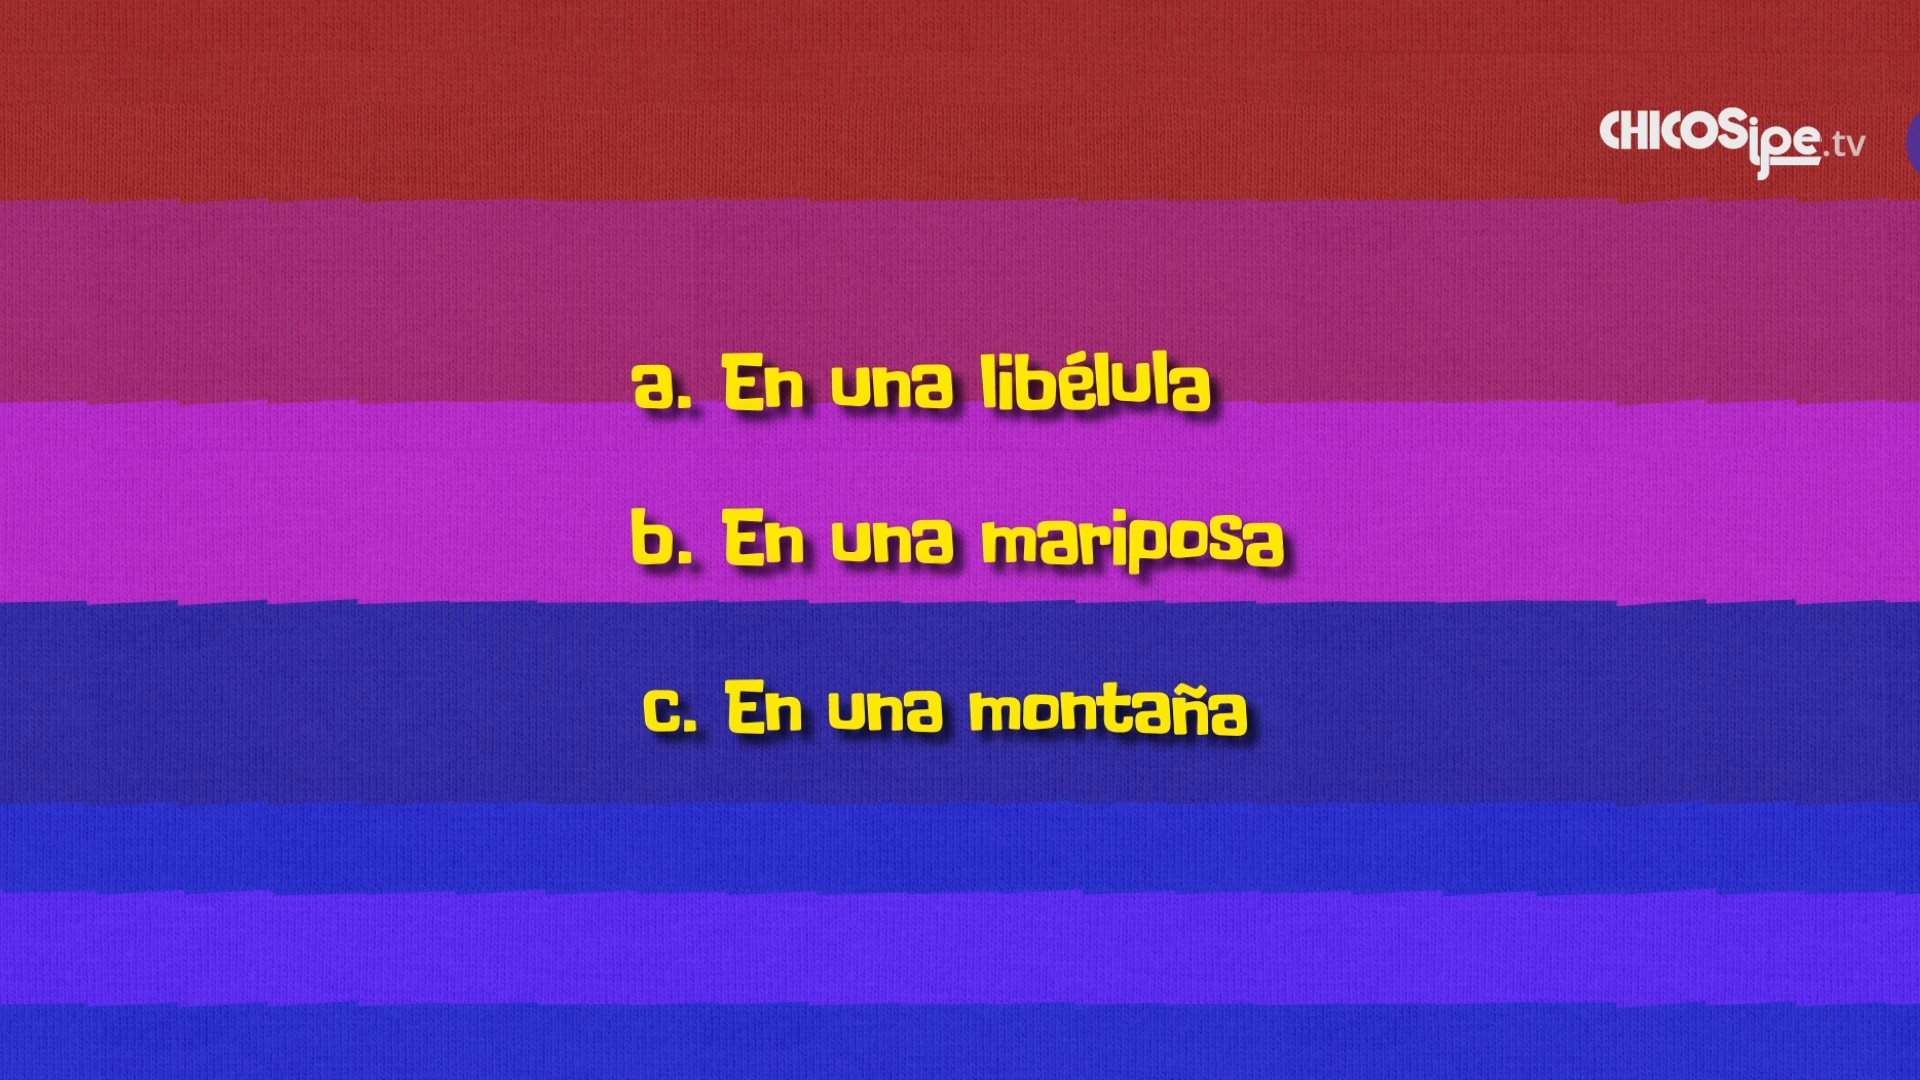 CHICOSipe.tv
a. En una libélula
b. En una mariposa
c. En una montaña